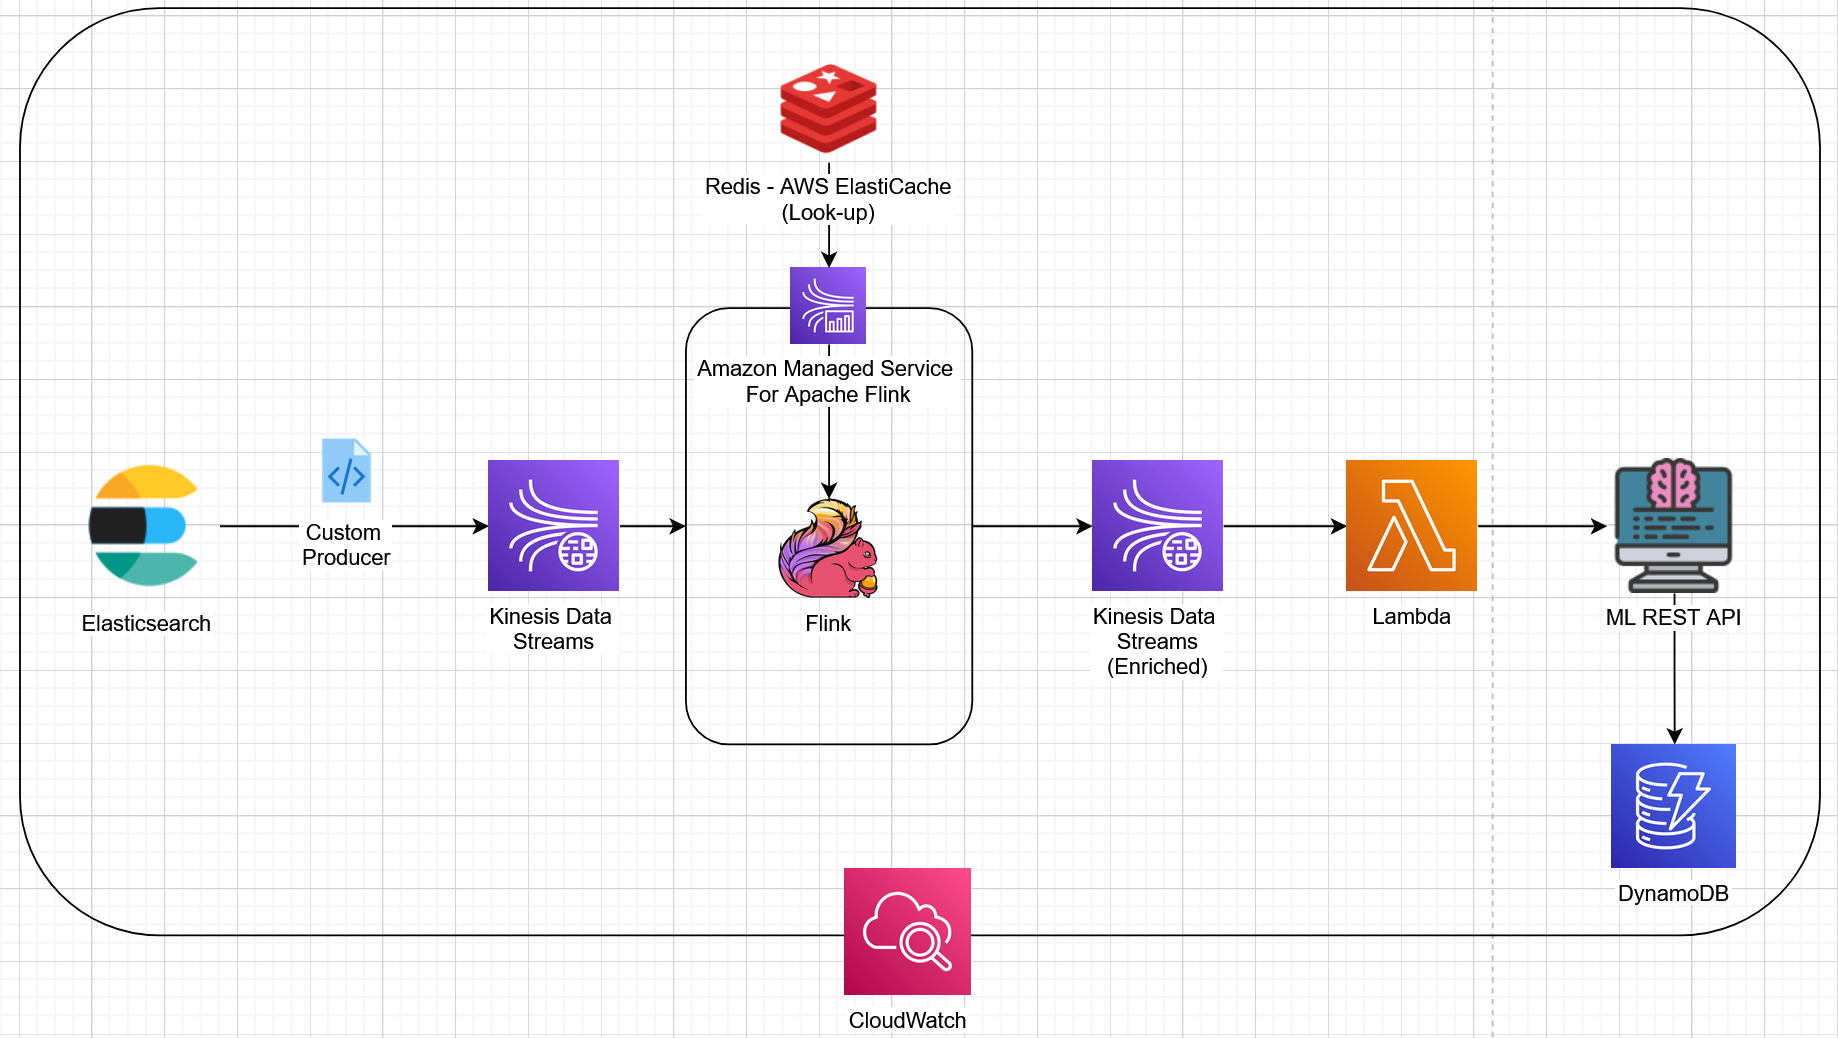 Redis - AWS ElastiCache
(Look-up)
Amazon Managed Service
For Apache Flink
Custom
Producer
Elasticsearch
Kinesis Data
Streams
Flink
Kinesis Data
Streams
(Enriched)
Lambda
ML REST API
DynamoDB
CloudWatch